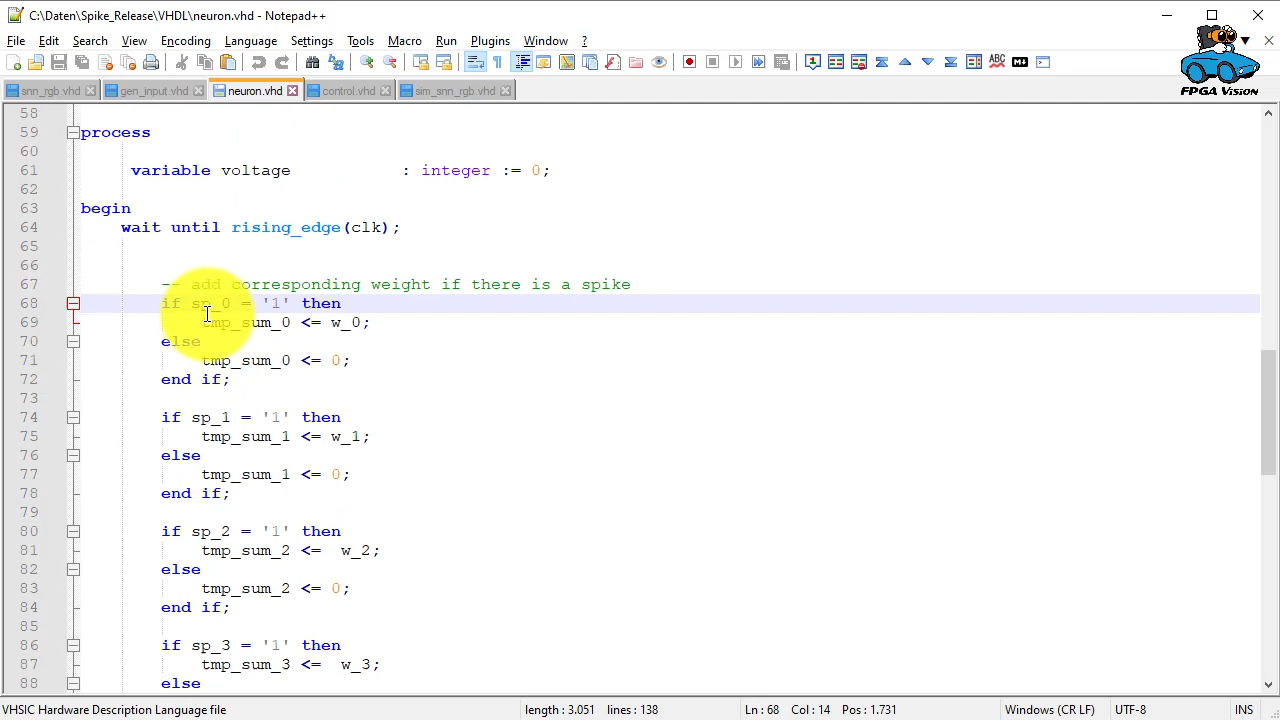 C:\Daten\Spike_Release\VHDL\neuron.vhd - Notepad++
File Edit Search View Encoding Language Settings Tools Macro Run Plugins Window ?
FPGA Vision
snn_rgb.vhd gen_input.vhd neuron.vhd control.vhd sim_snn_rgb.vhd
58
59 process
60
61 variable voltage : integer := 0;
62
63 begin
64 wait until rising_edge(clk);
65
66
67 -- add corresponding weight if there is a spike
68 if sp_0 = '1' then
69 tmp_sum_0 <= w_0;
70 else
71 tmp_sum_0 <= 0;
72 end if;
73
74 if sp_1 = '1' then
75 tmp_sum_1 <= w_1;
76 else
77 tmp_sum_1 <= 0;
78 end if;
79
80 if sp_2 = '1' then
81 tmp_sum_2 <=  w_2;
82 else
83 tmp_sum_2 <= 0;
84 end if;
85
86 if sp_3 = '1' then
87 tmp_sum_3 <=  w_3;
88 else
VHSIC Hardware Description Language file length : 3.051 lines : 138 Ln : 68 Col : 14 Pos : 1.731 Windows (CR LF) UTF-8 INS